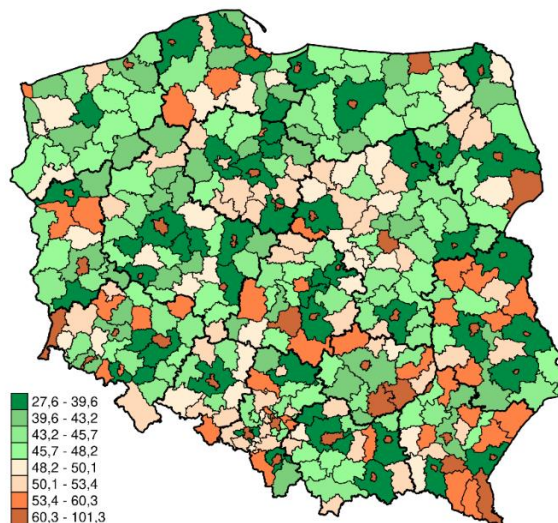 27,6 - 39,6
39,6 - 43,2
43,2 - 45,7
45,7 - 48,2
48,2 - 50,1
50,1 - 53,4
53,4 - 60,3
60,3 - 101,3